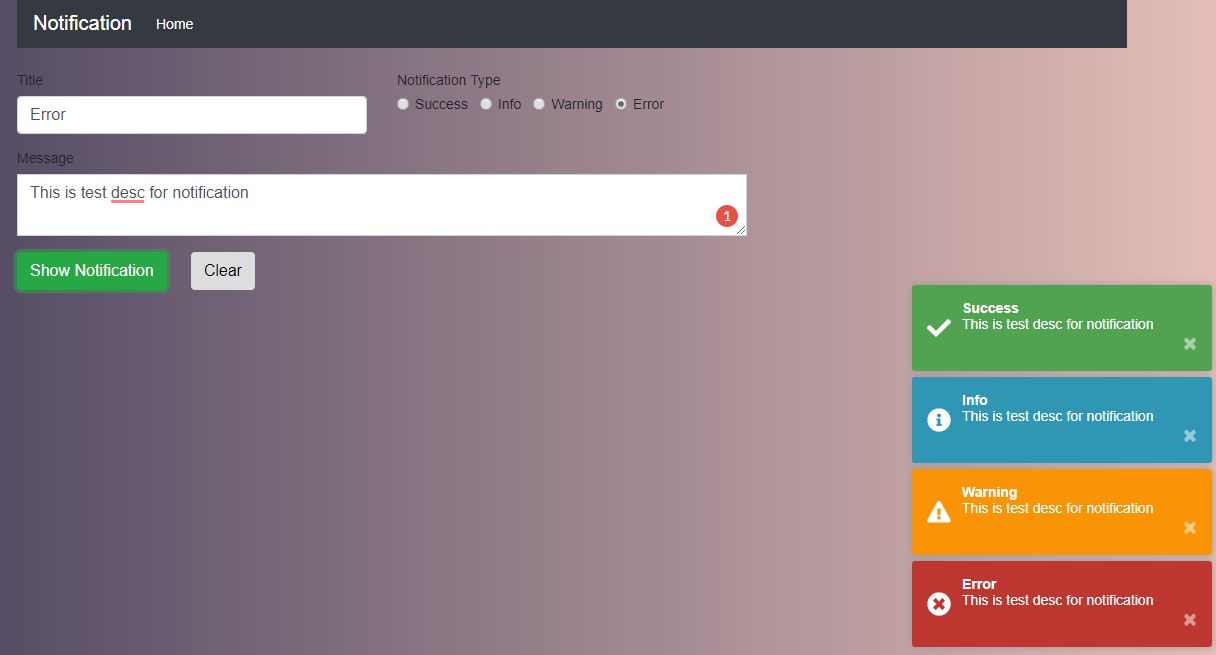 Notification Home
Title
Notification Type
Error
Success Info Warning Error
Message
This is test desc for notification
1
Show Notification Clear
Success
This is test desc for notification
Info
This is test desc for notification
Warning
This is test desc for notification
Error
This is test desc for notification